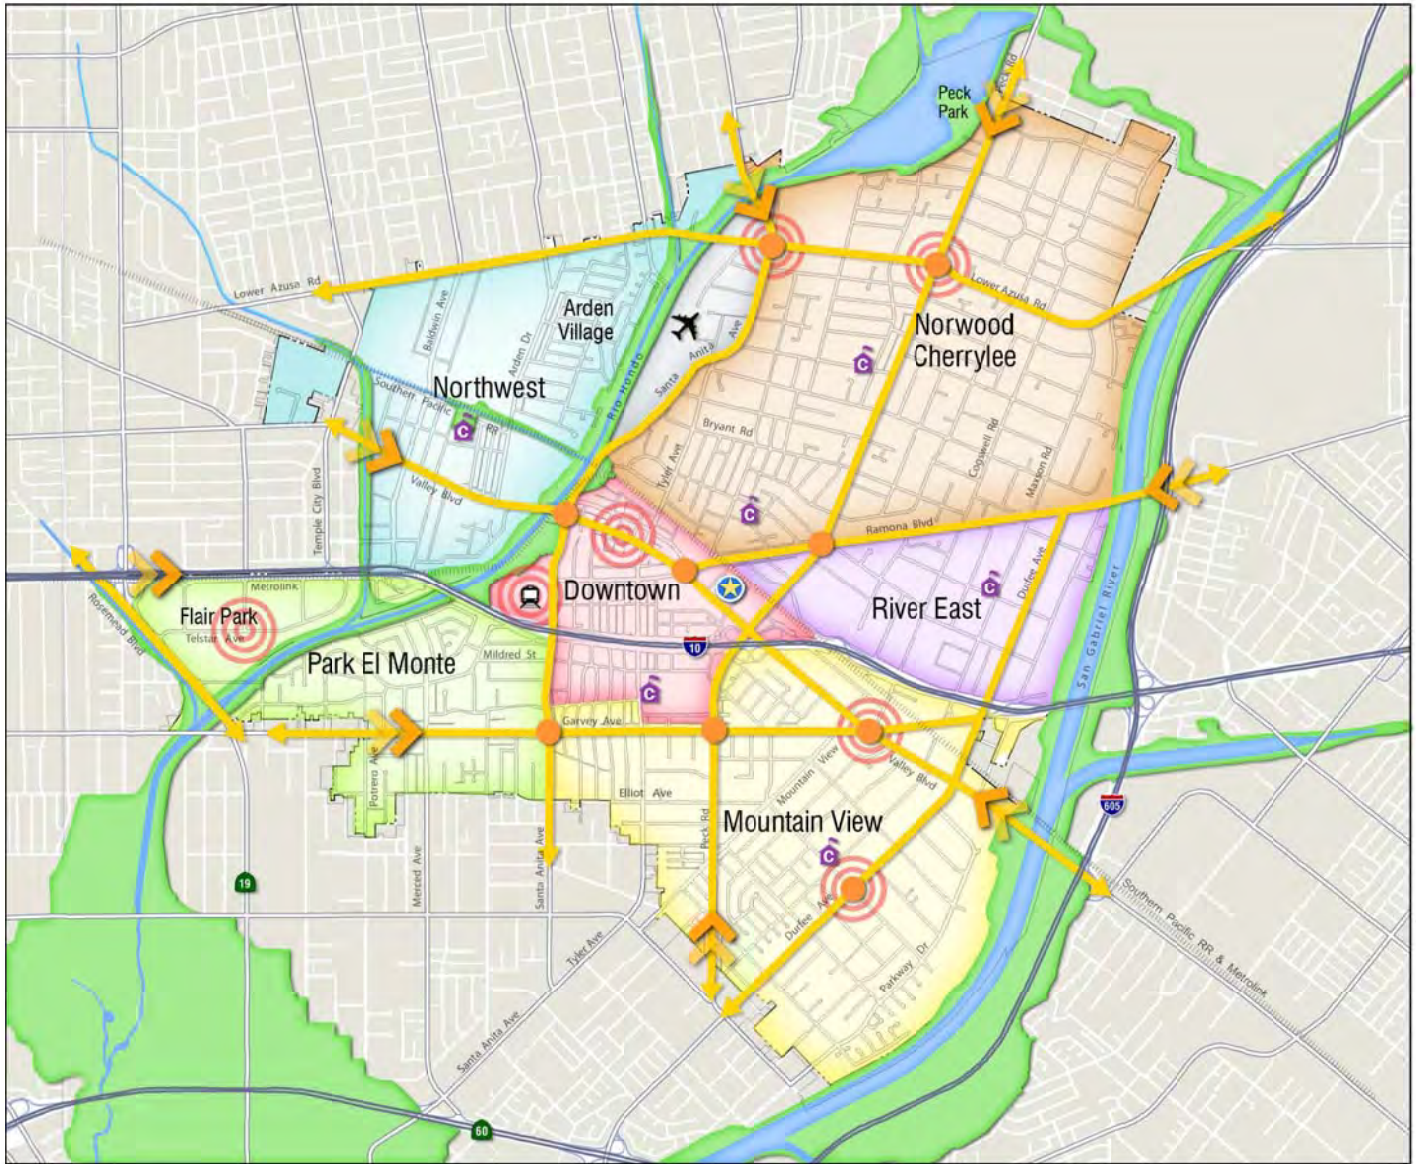 Peck Rd
Peck
Park
Lower Azusa Rd
Lower Azusa Rd
Arden
Village
Baldwin Ave
Arden Dr
Norwood
Cherrylee
Santa Anita Ave
Rio Hondo
Northwest
Southern Pacific RR
C
C
Bryant Rd
Tyler Ave
Cogswell Rd
Maxson Rd
Valley Blvd
Temple City Blvd
C
Ramona Blvd
Durfee Ave
Metrolink
Downtown
C
River East
Flair Park
Telstar Ave
Rosemead Blvd
San Gabriel River
Park El Monte
Mildred St
10
C
Garvey Ave
Mountain View
Valley Blvd
Potrero Ave
Elliot Ave
Peck Rd
Mountain View
605
C
Merced Ave
Santa Anita Ave
19
Durfee Ave
Southern Pacific RR & Metrolink
Tyler Ave
Parkway Dr
Santa Anita Ave
60